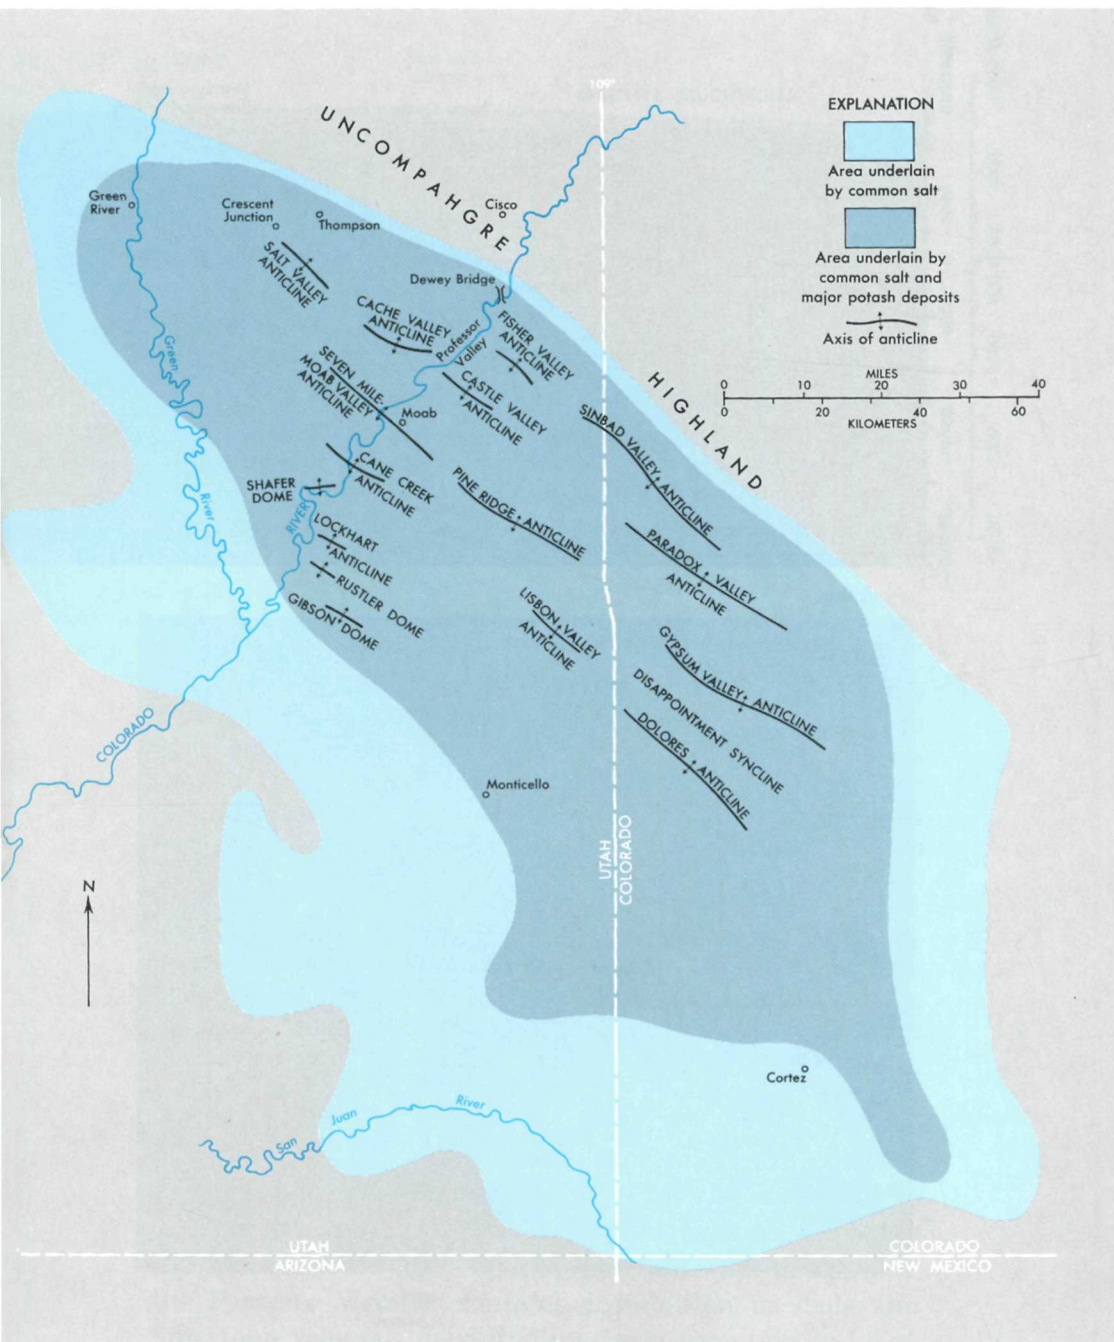 109°
UNCOMPAHGRE
HIGHLAND
EXPLANATION
Area underlain
by common salt
Area underlain by
common salt and
major potash deposits
Axis of anticline
MILES
0 10 20 30 40
20 40 60
0
KILOMETERS
Green
River
Crescent
Junction
Thompson
Cisco
SALT VALLEY
ANTICLINE
Dewey Bridge
CACHE VALLEY
ANTICLINE
Professor
Valley
FISHER VALLEY
ANTICLINE
SEVEN MILE-
MOAB VALLEY
ANTICLINE
Moab
CASTLE VALLEY
ANTICLINE
SINBAD VALLEY ANTICLINE
Green
River
SHAFER
DOME
CANE CREEK
ANTICLINE
PINE RIDGE ANTICLINE
RIVER
LOCKHART
ANTICLINE
RUSTLER DOME
GIBSON DOME
PARADOX VALLEY
ANTICLINE
LISBON VALLEY
ANTICLINE
GYPSUM VALLEY ANTICLINE
DISAPPOINTMENT SYNCLINE
DOLORES ANTICLINE
COLORADO
Monticello
UTAH
COLORADO
N
Cortez
San
Juan
River
UTAH
ARIZONA
COLORADO
NEW MEXICO